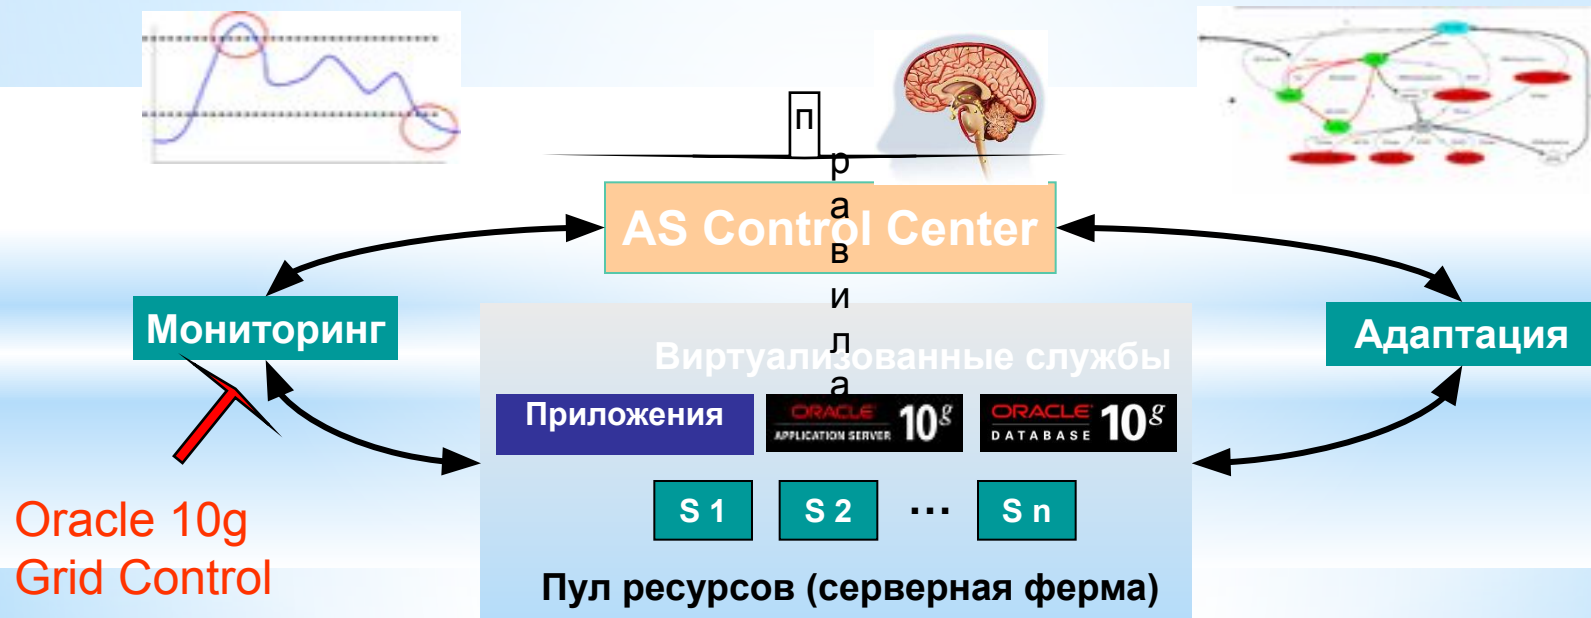 правила
AS Control Center
Мониторинг
Адаптация
Виртуализованные службы
Приложения
ORACLE APPLICATION SERVER 10g
ORACLE DATABASE 10g
S 1
S 2
...
S n
Oracle 10g
Grid Control
Пул ресурсов (серверная ферма)